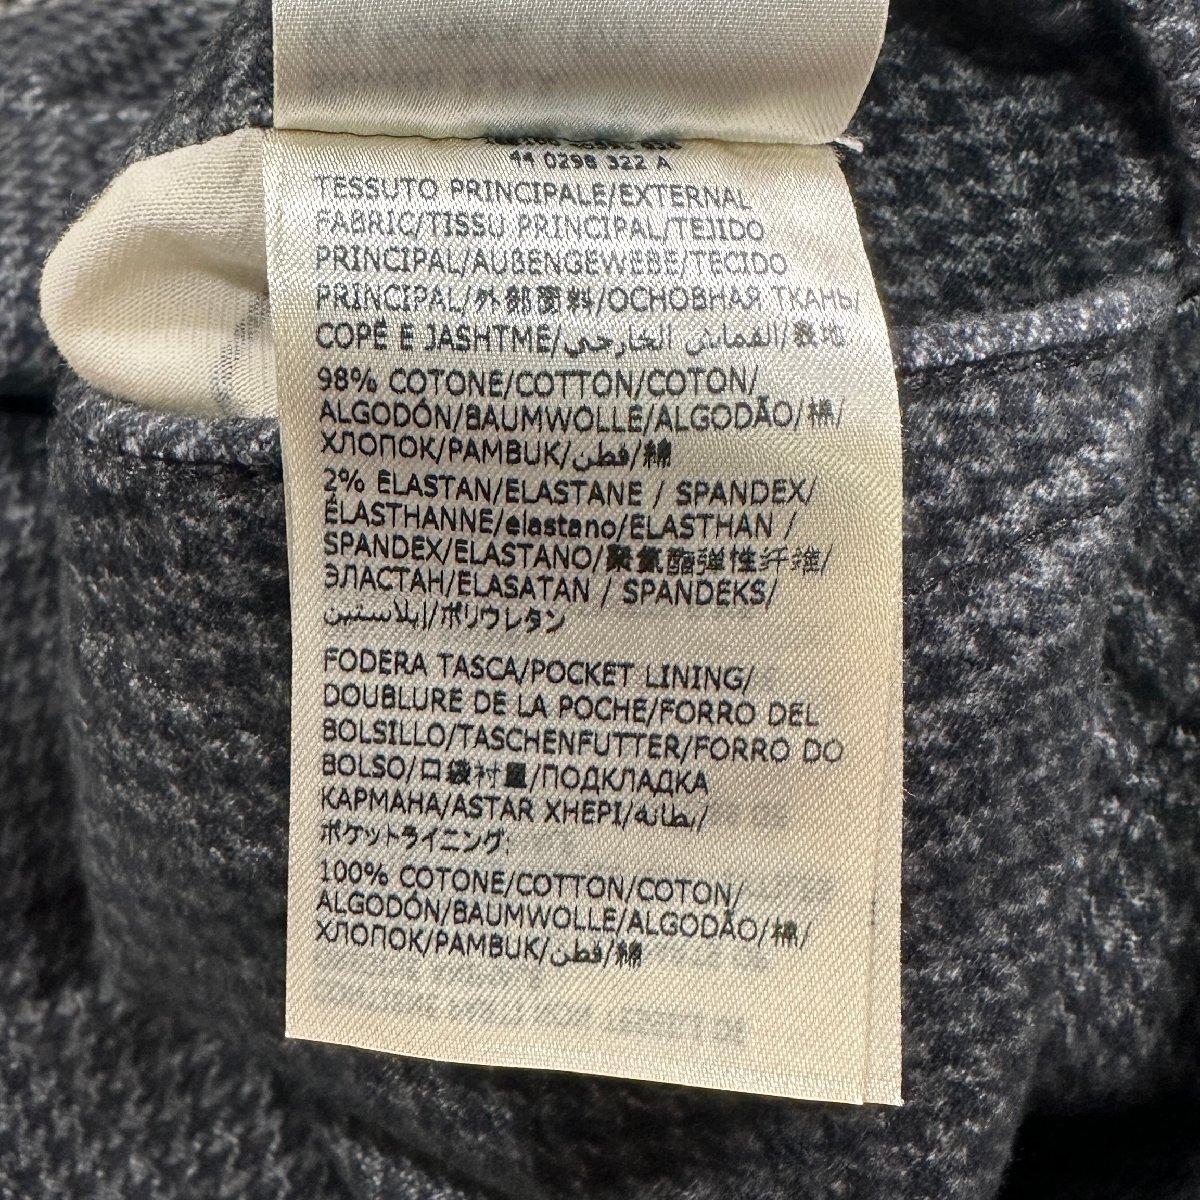 44 0298 322 A
TESSUTO PRINCIPALE/EXTERNAL
FABRIC/TISSU PRINCIPAL/TEJIDO
PRINCIPAL/AUßENGEWEBE/TECIDO
PRINCIPAL/外部面料/ОСНОВНАЯ ТКАНЬ/
COPË E JASHTME/القماش الخارجي/表地
98% COTONE/COTTON/COTON/
ALGODÓN/BAUMWOLLE/ALGODÃO/棉/
ХЛОПОК/PAMBUK/قطن/綿
2% ELASTAN/ELASTANE / SPANDEX/
ÉLASTHANNE/elastano/ELASTHAN /
SPANDEX/ELASTANO/聚氨酯弹性纤维/
ЭЛАСТАН/ELASATAN / SPANDEKS/
إيلاستين/ポリウレタン
FODERA TASCA/POCKET LINING/
DOUBLURE DE LA POCHE/FORRO DEL
BOLSILLO/TASCHENFUTTER/FORRO DO
BOLSO/口袋衬里/ПОДКЛАДКА
КАРМАНА/ASTAR XHEPI/بطانه/
ポケットライニング:
100% COTONE/COTTON/COTON/
ALGODÓN/BAUMWOLLE/ALGODÃO/棉/
ХЛОПОК/PAMBUK/قطن/綿